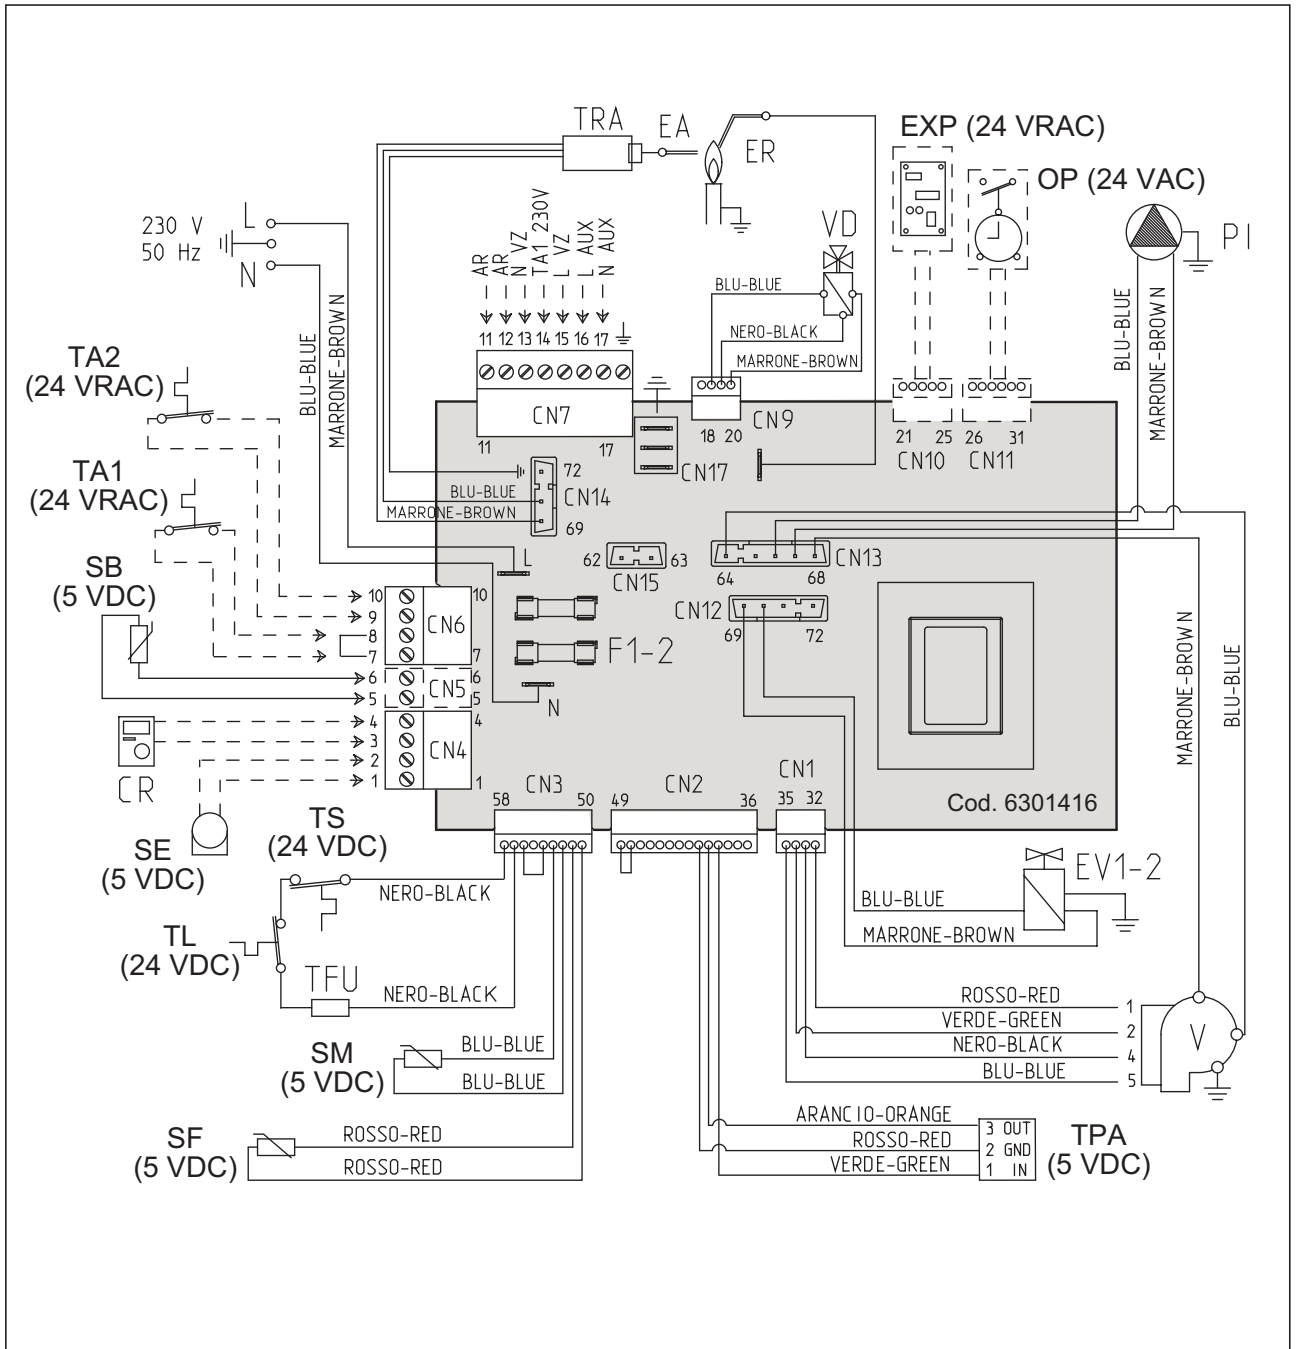 TRA
EA
ER
EXP (24 VRAC)
OP (24 VAC)
PI
230 V
50 Hz
L
N
VD
AR
AR
N VZ
TA1 230V
L VZ
L AUX
N AUX
11 12 13 14 15 16 17
BLU-BLUE
NERO-BLACK
MARRONE-BROWN
BLU-BLUE
MARRONE-BROWN
BLU-BLUE
MARRONE-BROWN
TA2
(24 VRAC)
CN7
11 17
CN9
18 20
21 25
CN10
26 31
CN11
CN17
TA1
(24 VRAC)
72
CN14
69
BLU-BLUE
MARRONE-BROWN
L
62 63
CN15
CN13
64 68
SB
(5 VDC)
CN12
69 72
10
9
8
7
CN6
10
7
F1-2
6
5
CN5
6
5
N
4
3
2
1
CN4
4
1
CR
SE
(5 VDC)
MARRONE-BROWN
BLU-BLUE
CN3
58 50
CN2
49 36
CN1
35 32
Cod. 6301416
TS
(24 VDC)
NERO-BLACK
TL
(24 VDC)
TFU
NERO-BLACK
EV1-2
BLU-BLUE
MARRONE-BROWN
ROSSO-RED 1
VERDE-GREEN 2
NERO-BLACK 4
BLU-BLUE 5
V
SM
(5 VDC)
BLU-BLUE
BLU-BLUE
SF
(5 VDC)
ROSSO-RED
ROSSO-RED
ARANCIO-ORANGE 3 OUT
ROSSO-RED 2 GND
VERDE-GREEN 1 IN
TPA
(5 VDC)